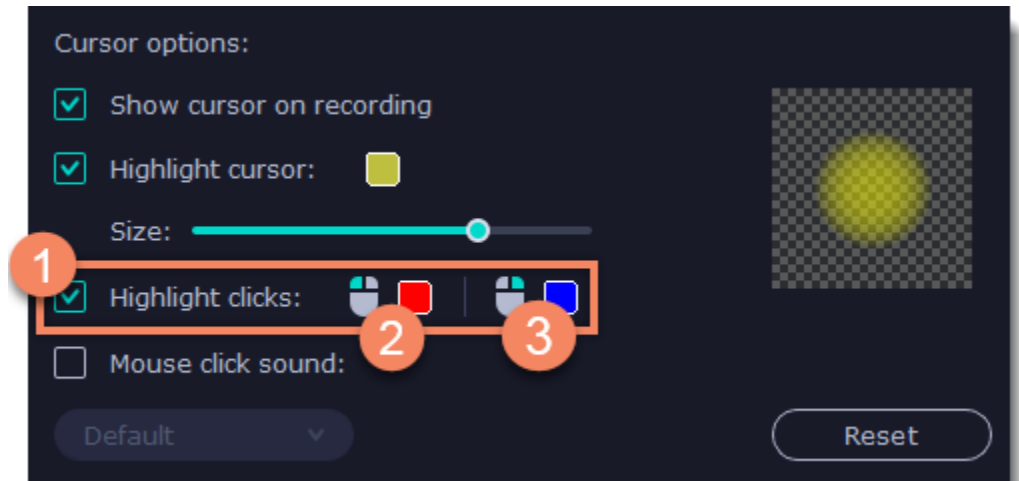 Cursor options:
Show cursor on recording
Highlight cursor:
Size:
1
Highlight clicks:
2
3
Mouse click sound:
Default
Reset